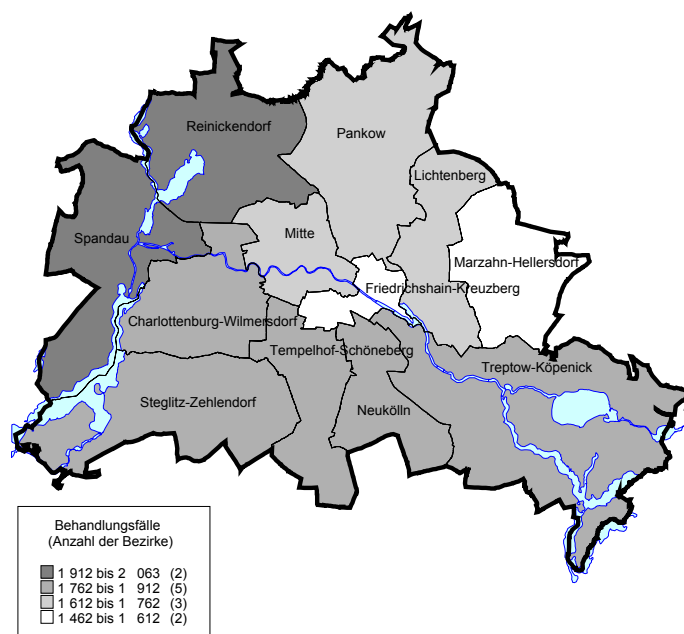 Reinickendorf
Pankow
Lichtenberg
Spandau
Mitte
Marzahn-Hellersdorf
Friedrichshain-Kreuzberg
Charlottenburg-Wilmersdorf
Tempelhof-Schöneberg
Treptow-Köpenick
Steglitz-Zehlendorf
Neukölln
Behandlungsfälle
(Anzahl der Bezirke)
1 912 bis 2 063 (2)
1 762 bis 1 912 (5)
1 612 bis 1 762 (3)
1 462 bis 1 612 (2)